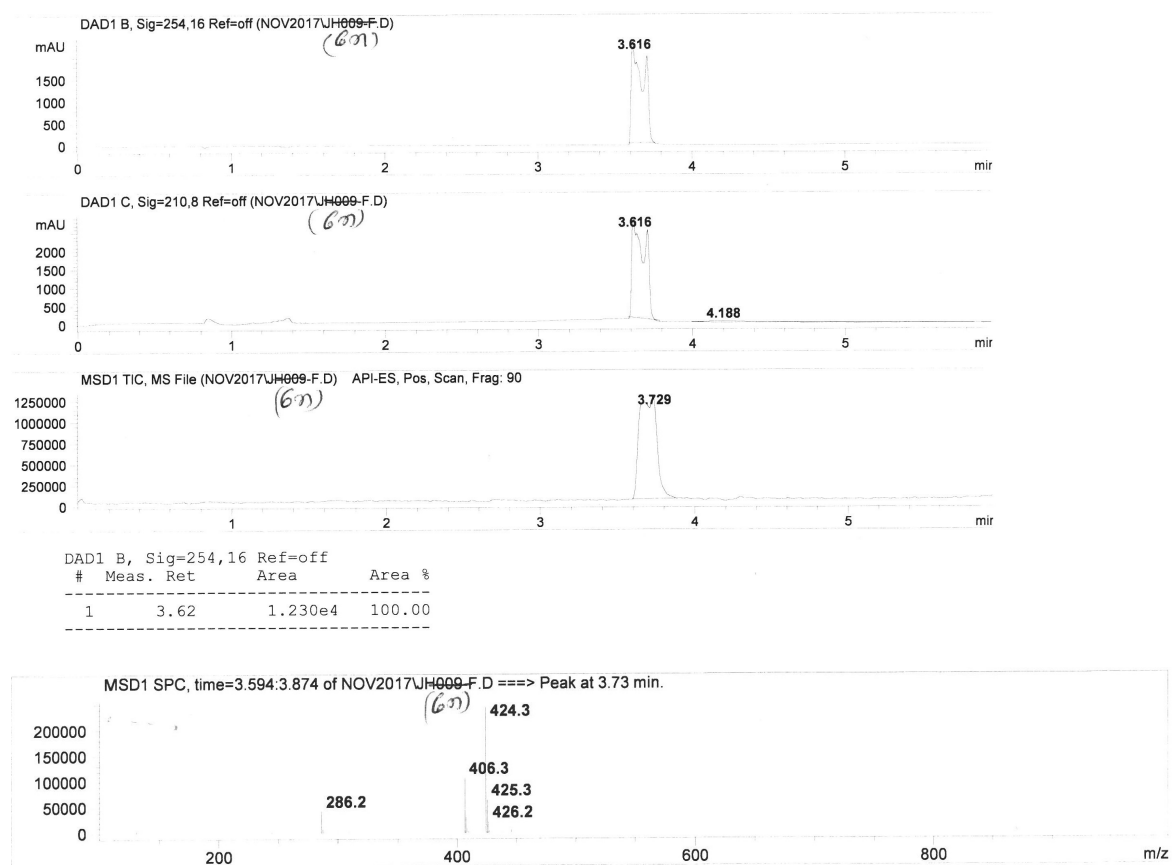 DAD1 B, Sig=254,16 Ref=off (NOV2017\JH009-F.D)
mAU
3.616
1500
1000
500
0
0 1 2 3 4 5 mir
DAD1 C, Sig=210,8 Ref=off (NOV2017\JH009-F.D)
mAU
3.616
2000
1500
1000
500
4.188
0
0 1 2 3 4 5 mir
MSD1 TIC, MS File (NOV2017\JH009-F.D) API-ES, Pos, Scan, Frag: 90
1250000
3.729
1000000
750000
500000
250000
0
1 2 3 4 5 mir
DAD1 B, Sig=254,16 Ref=off
# Meas. Ret Area Area %
1 3.62 1.230e4 100.00
MSD1 SPC, time=3.594:3.874 of NOV2017\JH009-F.D ===> Peak at 3.73 min.
424.3
200000
150000
406.3
100000
425.3
286.2
426.2
50000
0
200 400 600 800 m/z